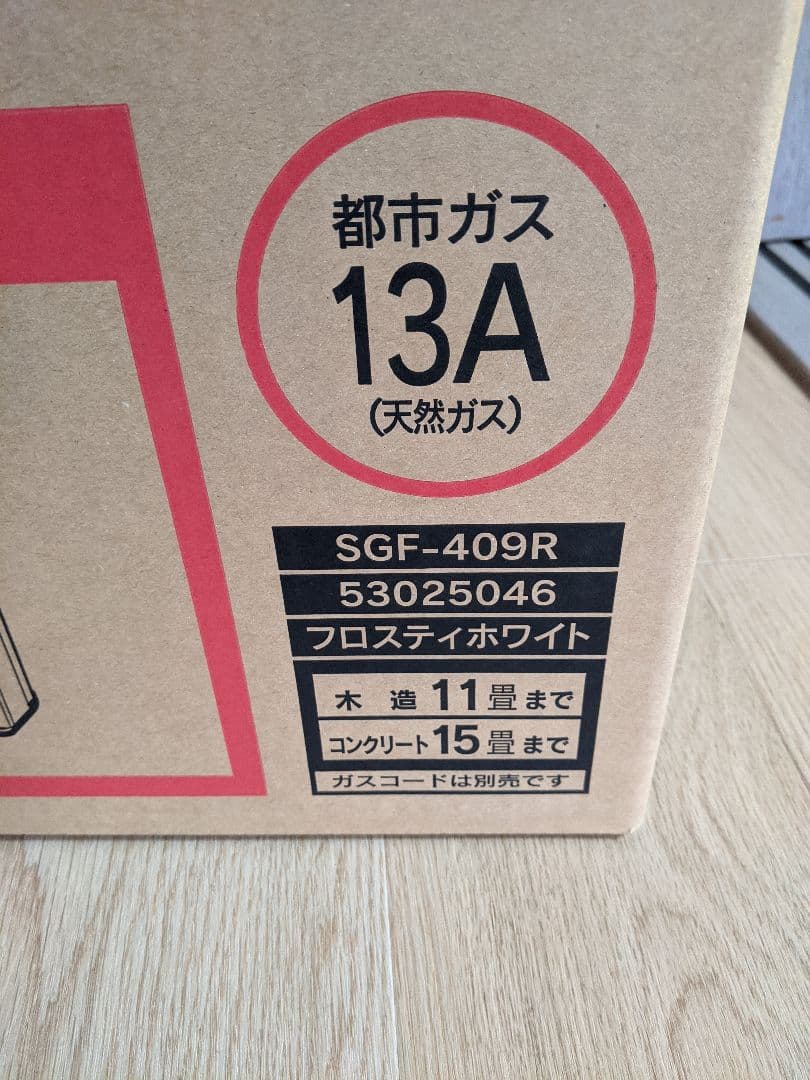 都市ガス
13A
(天然ガス)
SGF-409R
53025046
フロスティホワイト
木造 11畳まで
コンクリート 15畳まで
ガスコードは別売です